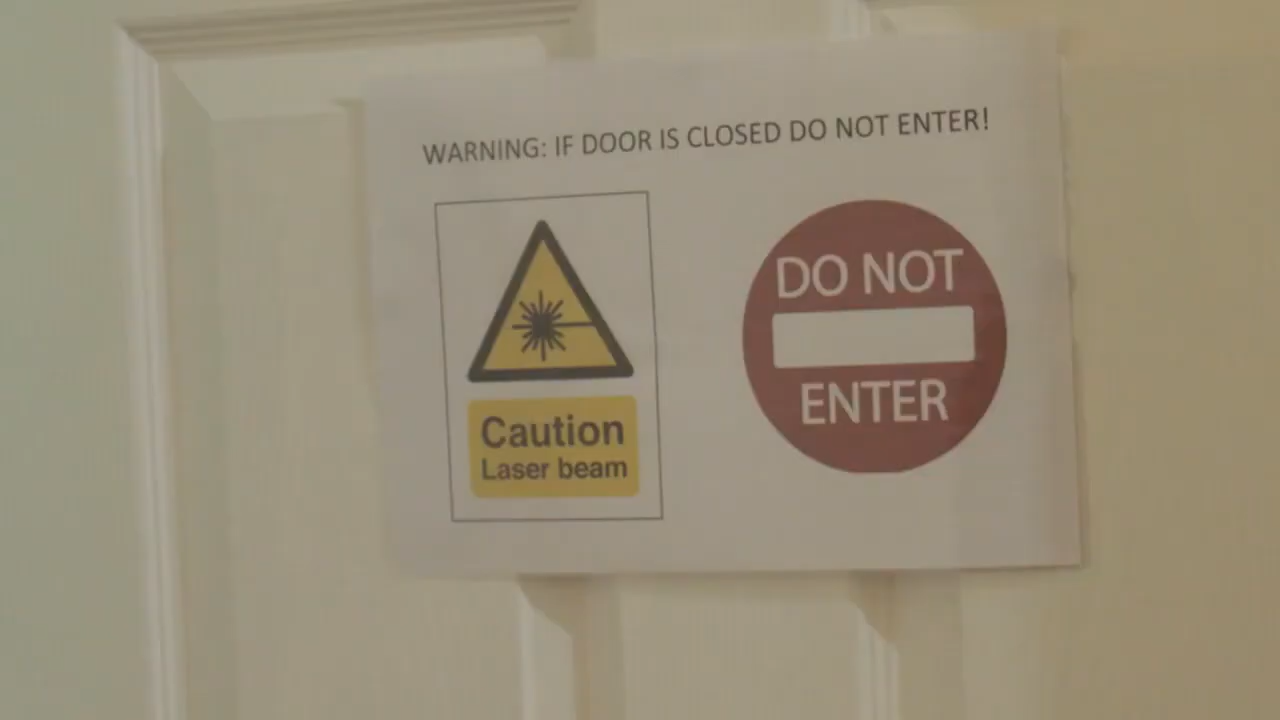 WARNING: IF DOOR IS CLOSED DO NOT ENTER!
Caution
Laser beam
DO NOT
ENTER